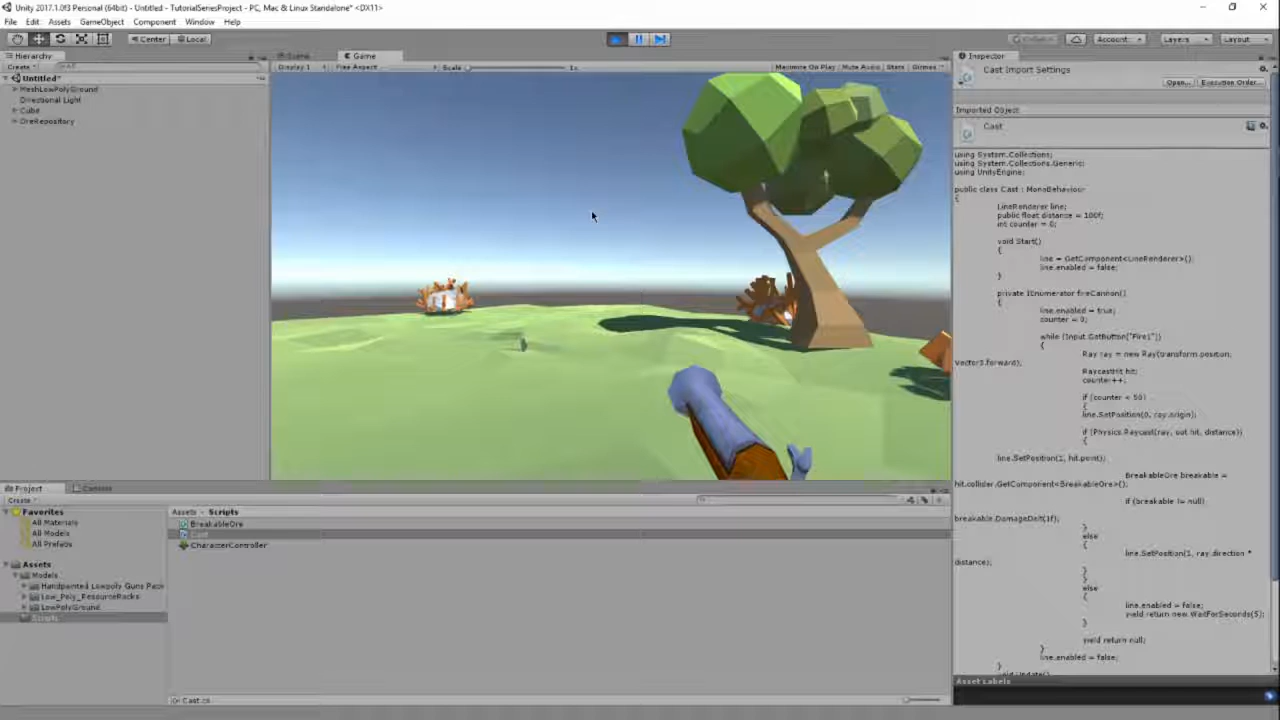 Unity 2017.1.0f3 Personal (64bit) - Untitled - TutorialSeriesProject - PC, Mac & Linux Standalone* <DX11>
File Edit Assets GameObject Component Window Help
Center Local
Account Layers Layout
Hierarchy
Create
Untitled*
MeshLowPolyGround
Directional Light
Cube
OreRepository
Scene
Game
Display 1 Free Aspect Scale 1x Maximize On Play Mute Audio Stats Gizmos
Inspector
Cast Import Settings
Open... Execution Order...
Imported Object
Cast
using System.Collections;
using System.Collections.Generic;
using UnityEngine;
public class Cast : MonoBehaviour
{
LineRenderer line;
public float distance = 100f;
int counter = 0;
void Start()
{
line = GetComponent<LineRenderer>();
line.enabled = false;
}
private IEnumerator fireCannon()
{
line.enabled = true;
counter = 0;
while (Input.GetButton("Fire1"))
{
Ray ray = new Ray(transform.position,
Vector3.forward);
RaycastHit hit;
counter++;
if (counter < 50)
{
line.SetPosition(0, ray.origin);
if (Physics.Raycast(ray, out hit, distance))
{
line.SetPosition(1, hit.point);
BreakableOre breakable =
hit.collider.GetComponent<BreakableOre>();
if (breakable != null)
breakable.DamageDelt(1f);
}
else
{
line.SetPosition(1, ray.direction *
distance);
}
}
else
{
line.enabled = false;
yield return new WaitForSeconds(5);
}
yield return null;
}
line.enabled = false;
}
Asset Labels
Project
Console
Create
Favorites
All Materials
All Models
All Prefabs
Assets
Models
Handpainted Lowpoly Guns Pack
Low_Poly_ResourceRocks
LowPolyGround
Scripts
Assets Scripts
BreakableOre
CharacterController
Cast.cs